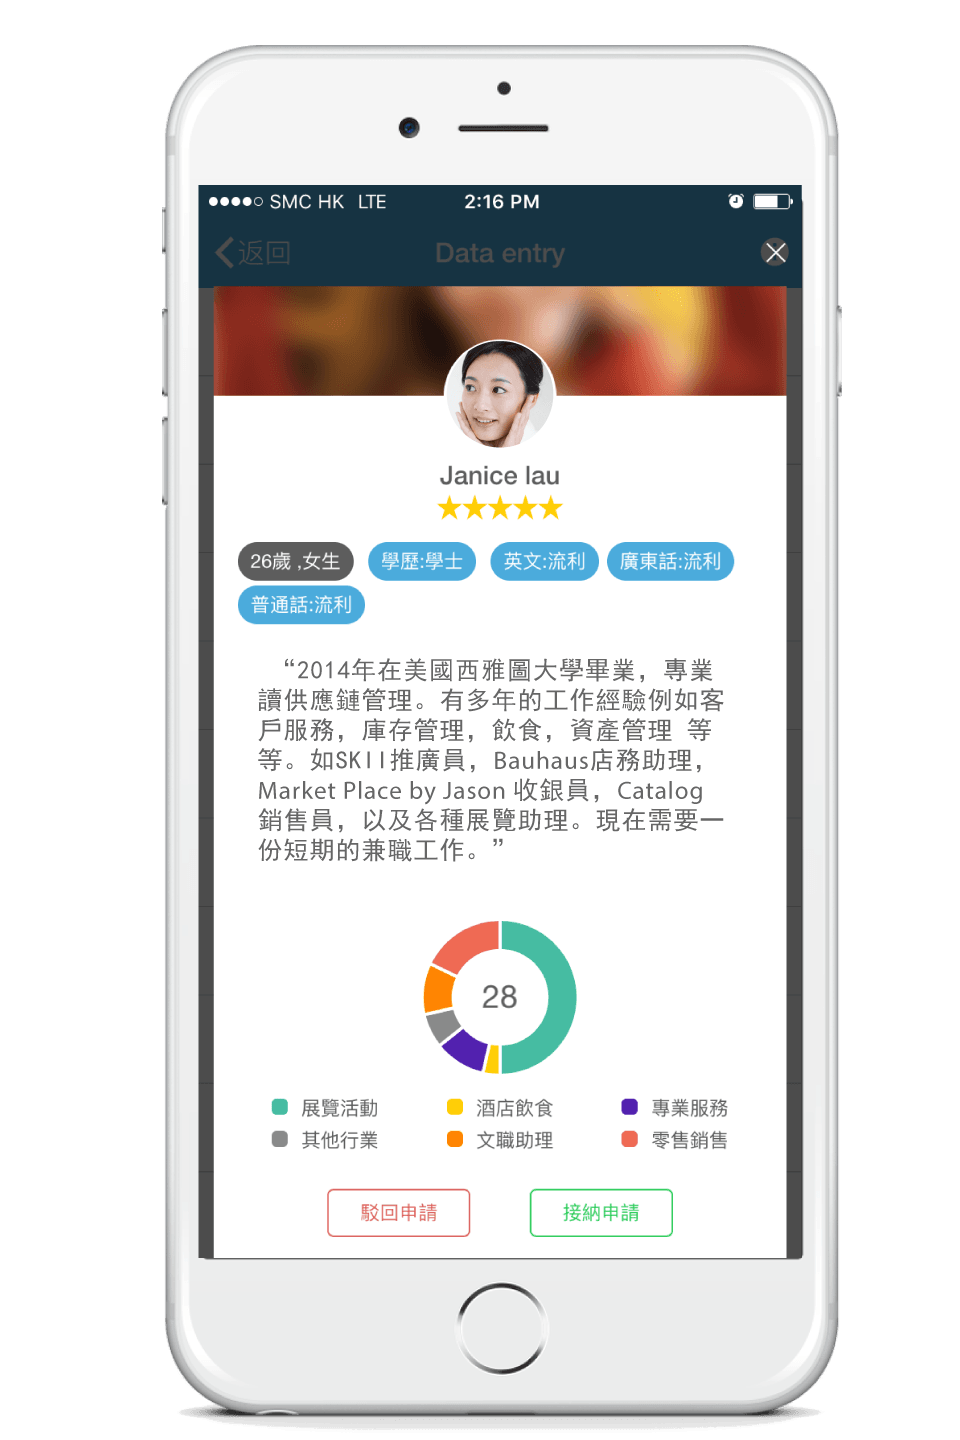 SMC HK LTE 2:16 PM
返回 Data entry
Janice lau
26歲 ,女生 學歷:學士 英文:流利 廣東話:流利
普通話:流利
“2014年在美國西雅圖大學畢業，專業
讀供應鏈管理。有多年的工作經驗例如客
戶服務，庫存管理，飲食，資產管理 等
等。如SKII推廣員，Bauhaus店務助理，
Market Place by Jason 收銀員，Catalog
銷售員，以及各種展覽助理。現在需要一
份短期的兼職工作。”
28
展覽活動 酒店飲食 專業服務
其他行業 文職助理 零售銷售
駁回申請 接納申請